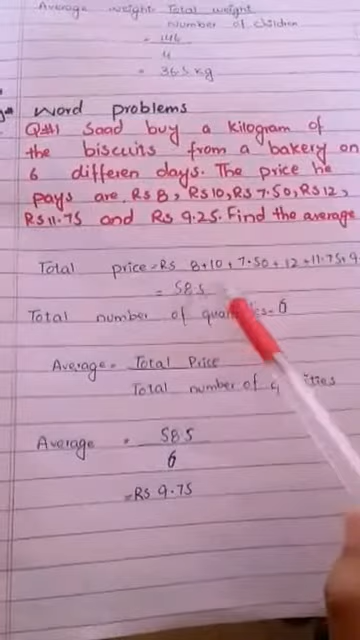 Average weight= Total weight
Number of children
= 146
4
= 36.5 kg
Word problems
Q#1 Saad buy a kilogram of
the biscuits from a bakery on
6 differen days. The price he
pays are, Rs 8, Rs 10, Rs 7.50, Rs 12,
Rs 11.75 and Rs 9.25. Find the average
Total price = Rs 8+10+7.50+12+11.75+9
= 58.5
Total number of = 6
Average = Total Price
Total number of
Average = 58.5
6
= Rs 9.75